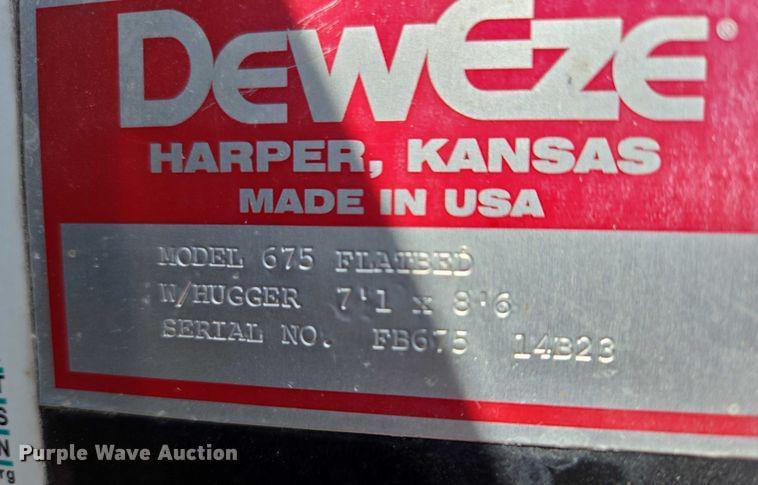 DewEze®
HARPER, KANSAS
MADE IN USA
MODEL 675 FLATBED
W/HUGGER 7'1 x 8'6
SERIAL NO. FB675 14B23
T
S
N
rg
Purple Wave Auction